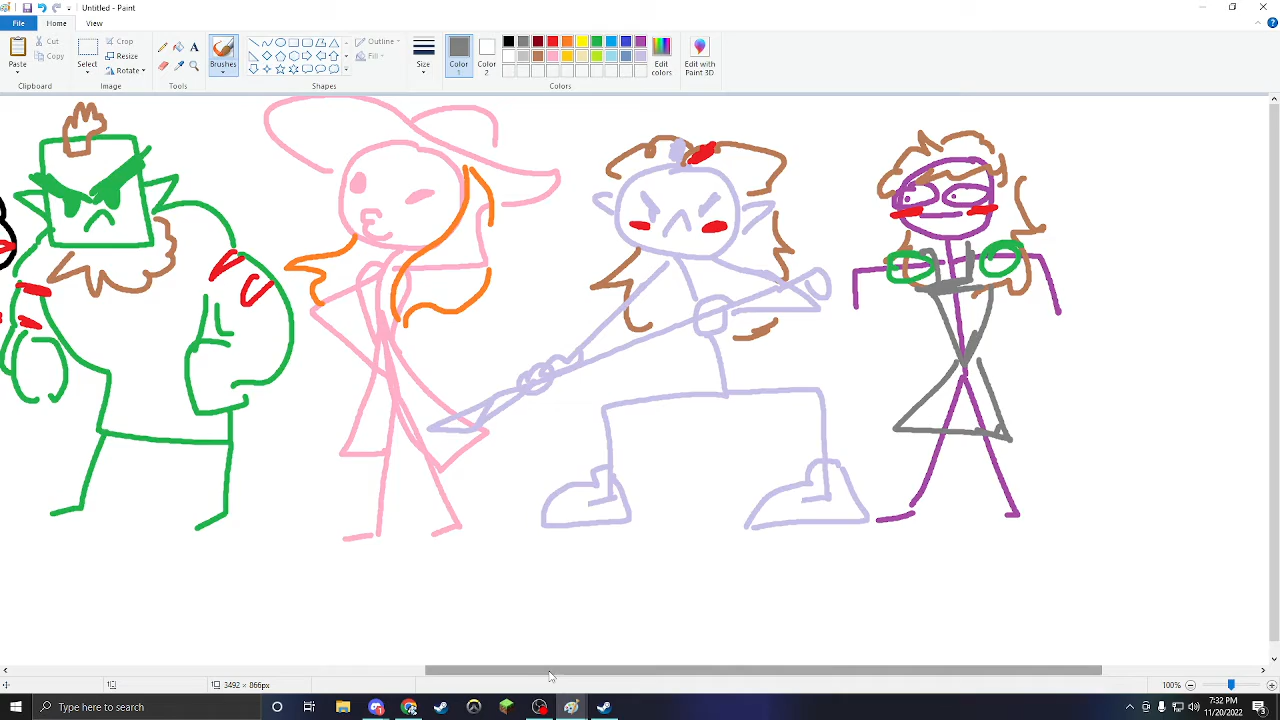 Untitled - Paint
File Home View
Paste Cut Copy Select Crop Resize Rotate Brushes Outline Fill Size Color 1 Color 2 Edit colors Edit with Paint 3D
Clipboard Image Tools Shapes Colors
3492 × 866px 100%
Type here to search 7:32 PM
11/20/2022